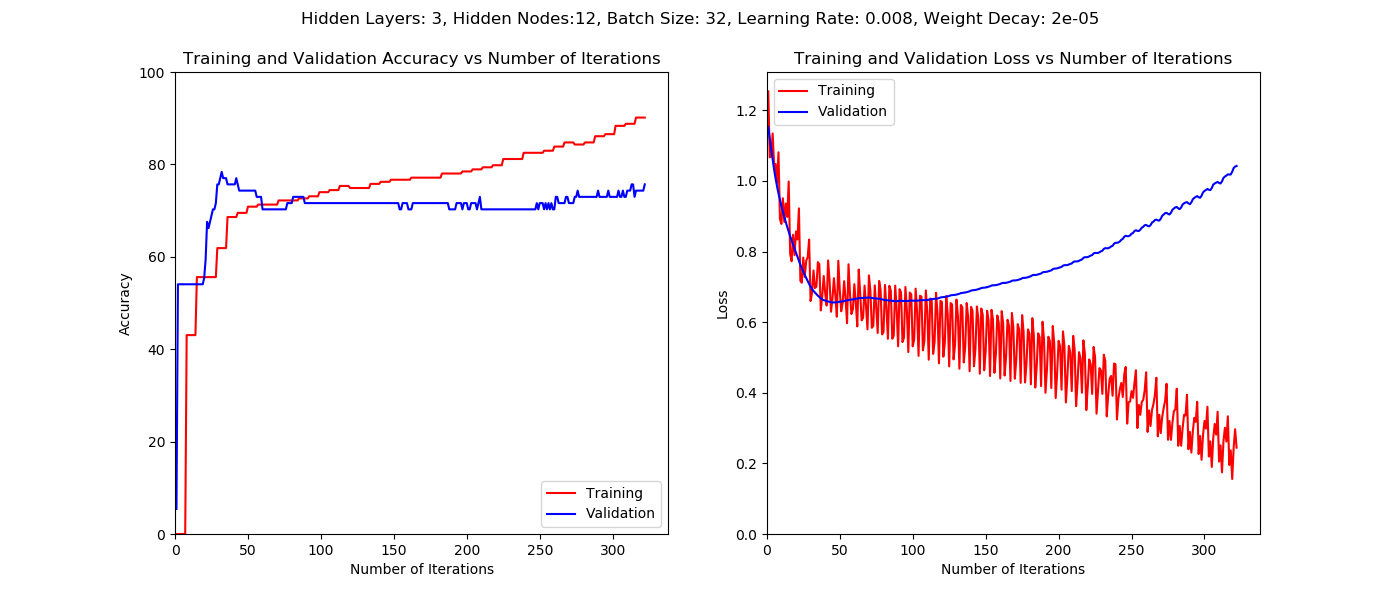 Hidden Layers: 3, Hidden Nodes:12, Batch Size: 32, Learning Rate: 0.008, Weight Decay: 2e-05
Training and Validation Accuracy vs Number of Iterations
100
80
60
40
20
0
Accuracy
0 50 100 150 200 250 300
Number of Iterations
Training
Validation
Training and Validation Loss vs Number of Iterations
Training
Validation
1.2
1.0
0.8
0.6
0.4
0.2
0.0
Loss
0 50 100 150 200 250 300
Number of Iterations